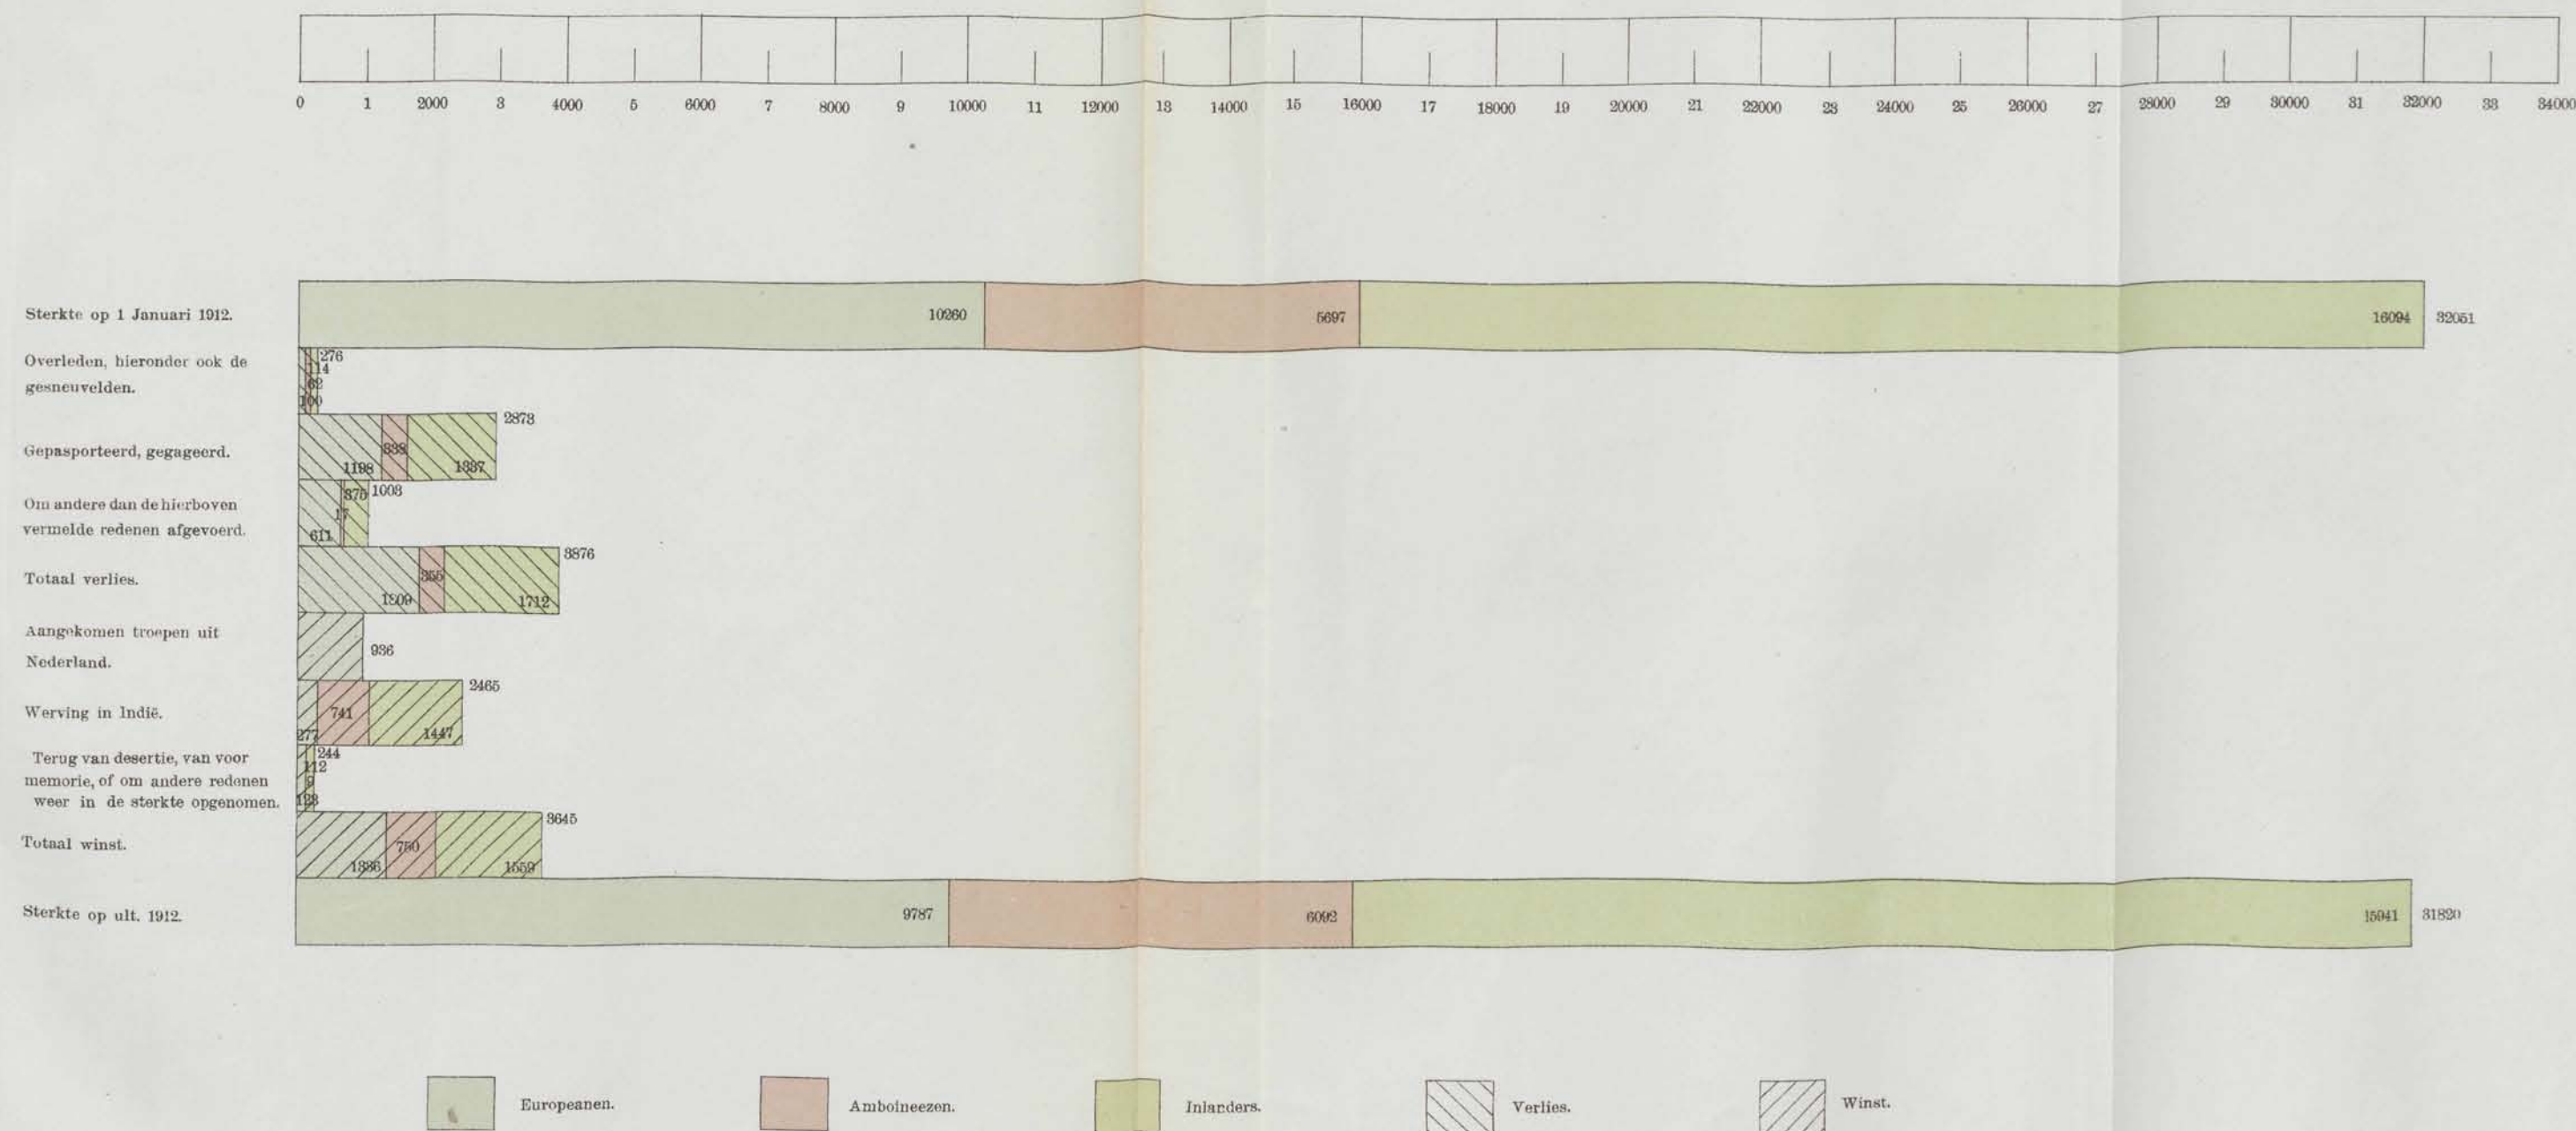 0 1 2000 3 4000 5 6000 7 8000 9 10000 11 12000 13 14000 15 16000 17 18000 19 20000 21 22000 23 24000 25 26000 27 28000 29 30000 31 32000 33 34000
Sterkte op 1 Januari 1912. 10260 5697 16094 32051
Overleden, hieronder ook de
gesneuvelden.
276
114
62
100
2873
Gepasporteerd, gegageerd. 1198 338 1337
Om andere dan de hierboven
vermelde redenen afgevoerd.
375 1003
17
611
3876
Totaal verlies. 1809 355 1712
Aangekomen troepen uit
Nederland.
936
2465
Werving in Indië. 277 741 1447
Terug van desertie, van voor
memorie, of om andere redenen
weer in de sterkte opgenomen.
244
112
9
123
3645
Totaal winst. 1336 750 1559
Sterkte op ult. 1912. 9787 6092 15941 31820
Europeanen. Amboineezen. Inlanders. Verlies. Winst.